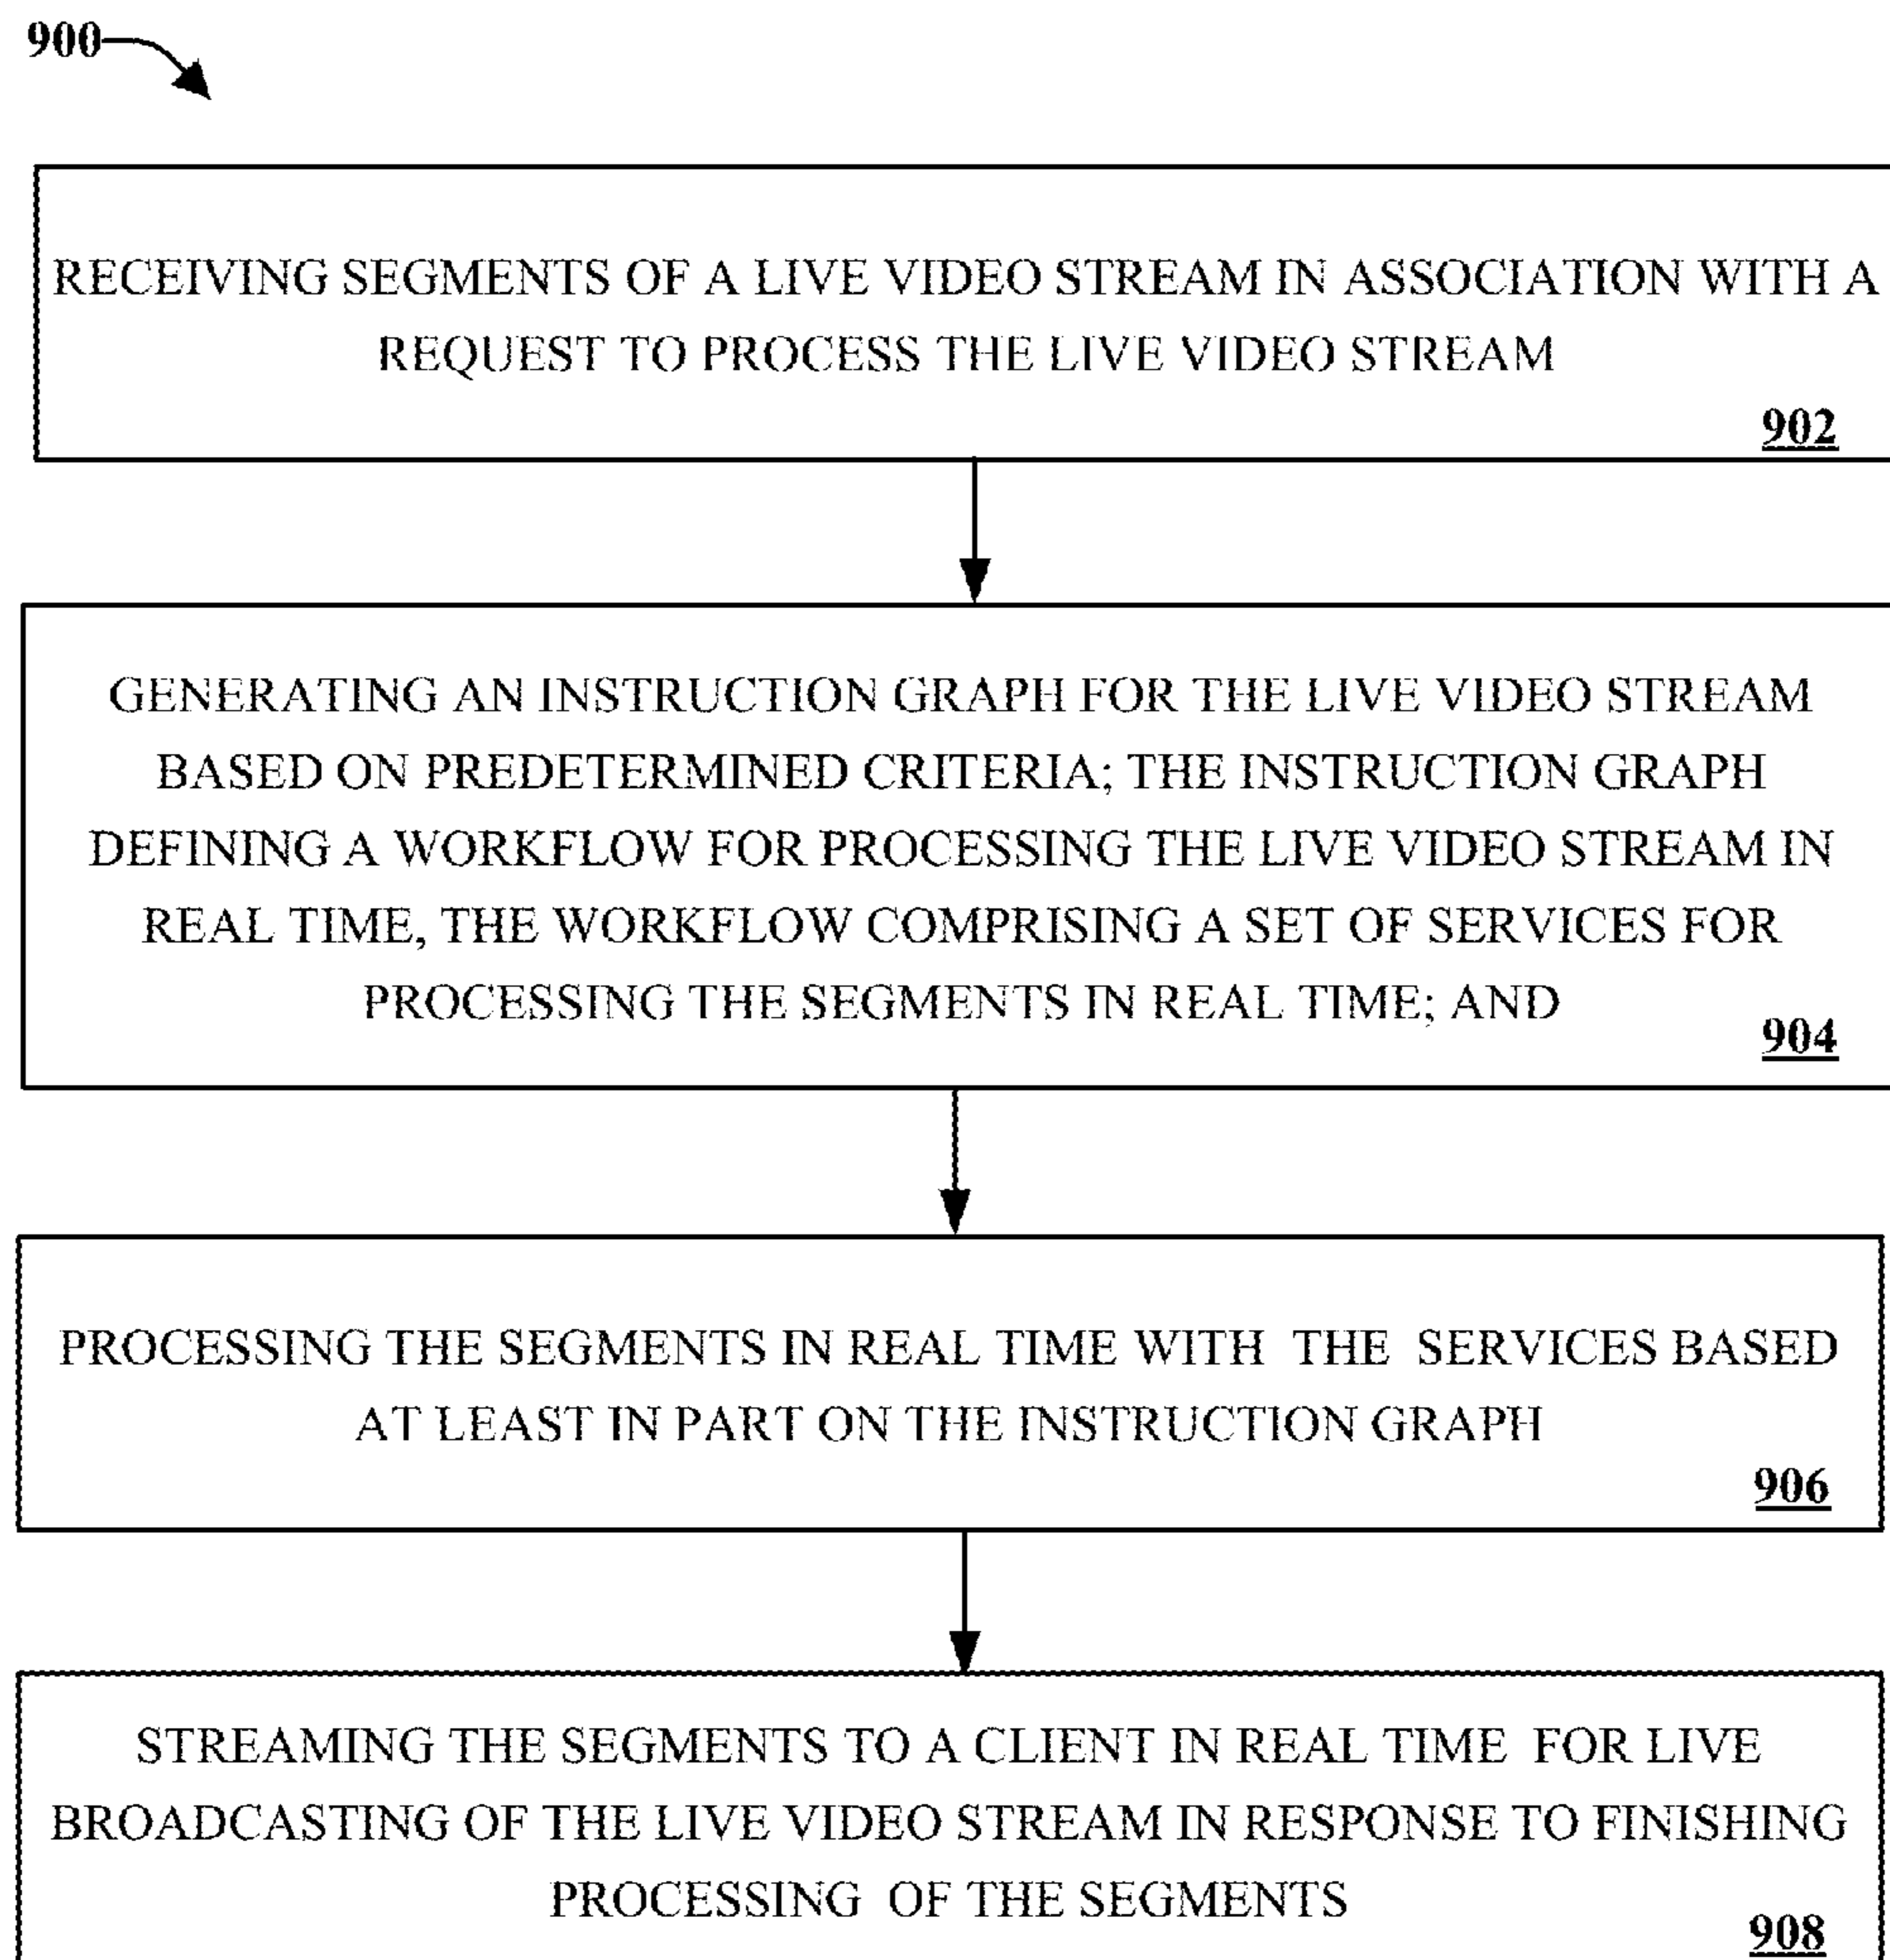 900
RECEIVING SEGMENTS OF A LIVE VIDEO STREAM IN ASSOCIATION WITH A
REQUEST TO PROCESS THE LIVE VIDEO STREAM
902
GENERATING AN INSTRUCTION GRAPH FOR THE LIVE VIDEO STREAM
BASED ON PREDETERMINED CRITERIA; THE INSTRUCTION GRAPH
DEFINING A WORKFLOW FOR PROCESSING THE LIVE VIDEO STREAM IN
REAL TIME, THE WORKFLOW COMPRISING A SET OF SERVICES FOR
PROCESSING THE SEGMENTS IN REAL TIME; AND
904
PROCESSING THE SEGMENTS IN REAL TIME WITH THE SERVICES BASED
AT LEAST IN PART ON THE INSTRUCTION GRAPH
906
STREAMING THE SEGMENTS TO A CLIENT IN REAL TIME FOR LIVE
BROADCASTING OF THE LIVE VIDEO STREAM IN RESPONSE TO FINISHING
PROCESSING OF THE SEGMENTS
908